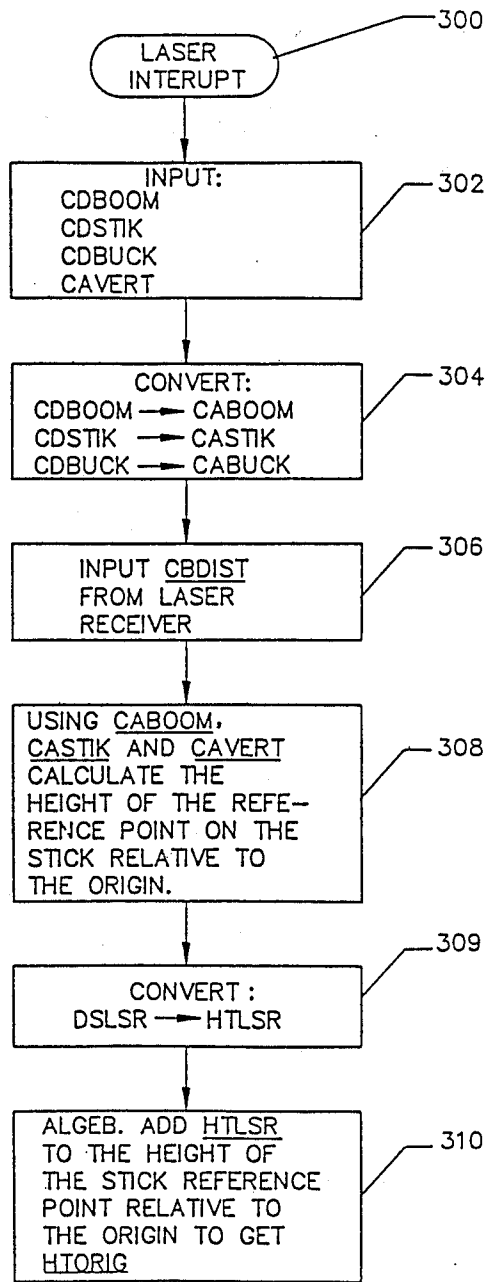 300
LASER
INTERUPT
302
INPUT:
CDBOOM
CDSTIK
CDBUCK
CAVERT
304
CONVERT:
CDBOOM → CABOOM
CDSTIK → CASTIK
CDBUCK → CABUCK
306
INPUT CBDIST
FROM LASER
RECEIVER
308
USING CABOOM,
CASTIK AND CAVERT
CALCULATE THE
HEIGHT OF THE REFE-
RENCE POINT ON THE
STICK RELATIVE TO
THE ORIGIN.
309
CONVERT :
DSLSR → HTLSR
310
ALGEB. ADD HTLSR
TO THE HEIGHT OF
THE STICK REFERENCE
POINT RELATIVE TO
THE ORIGIN TO GET
HTORIG